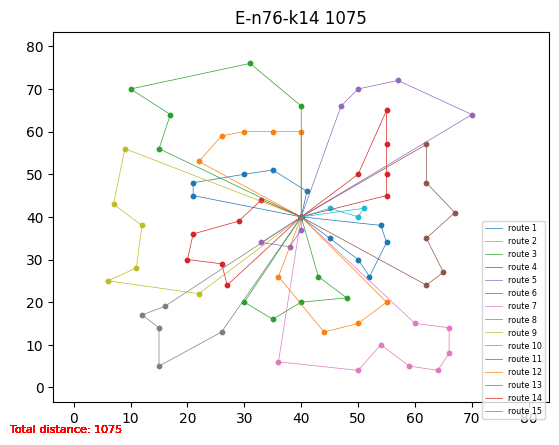 E-n76-k14 1075
80
70
60
50
40
30
20
10
0
0 10 20 30 40 50 60 70 80
route 1
route 2
route 3
route 4
route 5
route 6
route 7
route 8
route 9
route 10
route 11
route 12
route 13
route 14
route 15
Total distance: 1075